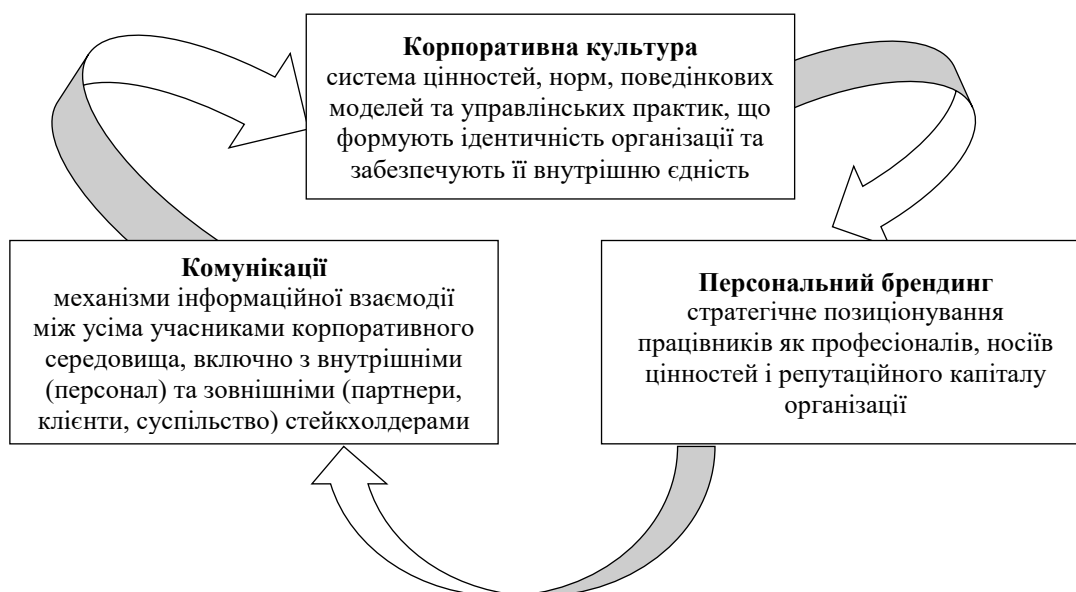 Корпоративна культура
система цінностей, норм, поведінкових
моделей та управлінських практик, що
формують ідентичність організації та
забезпечують її внутрішню єдність
Комунікації
механізми інформаційної взаємодії
між усіма учасниками корпоративного
середовища, включно з внутрішніми
(персонал) та зовнішніми (партнери,
клієнти, суспільство) стейкхолдерами
Персональний брендинг
стратегічне позиціонування
працівників як професіоналів, носіїв
цінностей і репутаційного капіталу
організації